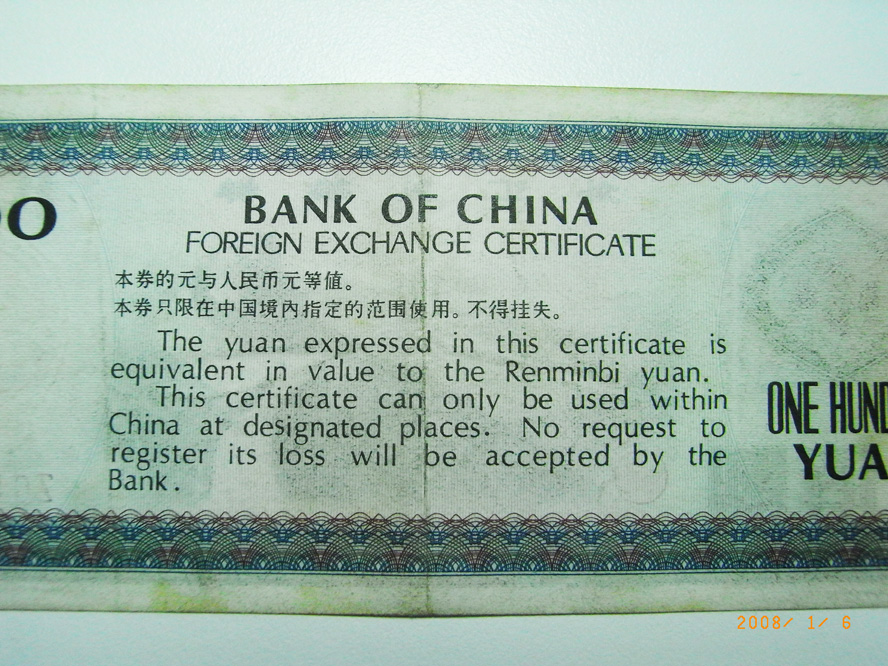 BANK OF CHINA
FOREIGN EXCHANGE CERTIFICATE
本券的元与人民币元等値。
本券只限在中国境内指定的范围使用。不得挂失。
The yuan expressed in this certificate is
equivalent in value to the Renminbi yuan.
This certificate can only be used within
China at designated places. No request to
register its loss will be accepted by the
Bank.
ONE HUND
YUA
2008/ 1/ 6